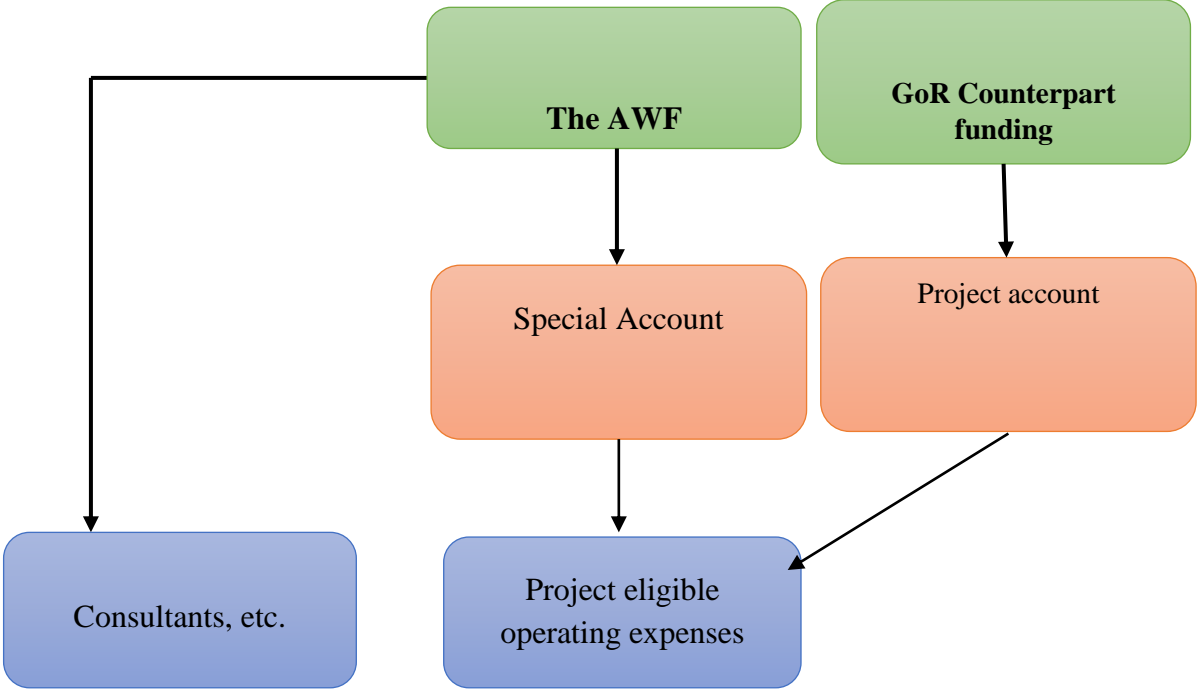 The AWF
GoR Counterpart
funding
Special Account
Project account
Consultants, etc.
Project eligible
operating expenses